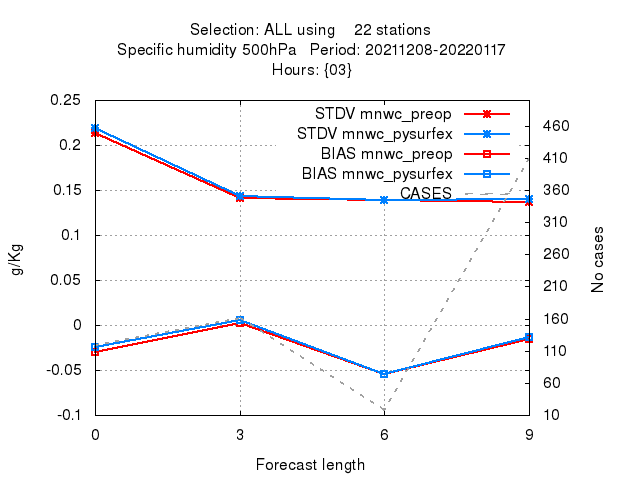 Selection: ALL using 22 stations
Specific humidity 500hPa Period: 20211208-20220117
Hours: {03}
0.25
0.2
0.15
0.1
0.05
0
-0.05
-0.1
g/Kg
STDV mnwc_preop
STDV mnwc_pysurfex
BIAS mnwc_preop
BIAS mnwc_pysurfex
CASES
460
410
360
310
260
210
160
110
60
10
No cases
0 3 6 9
Forecast length